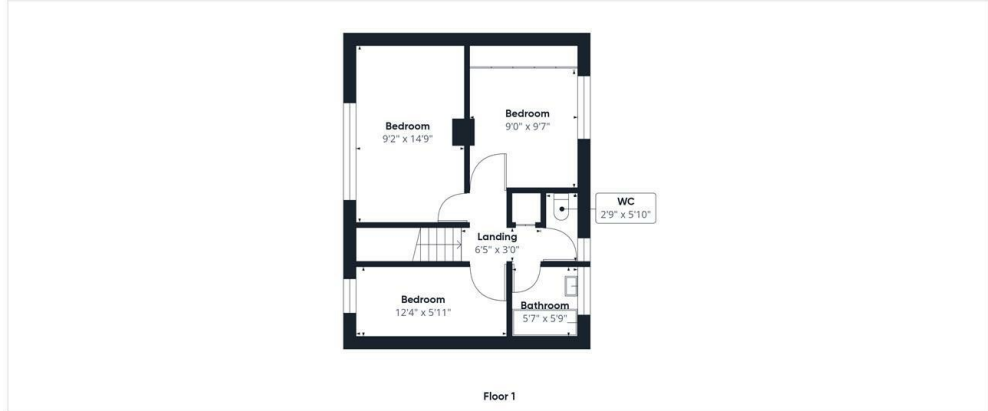 Bedroom
9'2" x 14'9"
Bedroom
9'0" x 9'7"
WC
2'9" x 5'10"
Landing
6'5" x 3'0"
Bedroom
12'4" x 5'11"
Bathroom
5'7" x 5'9"
Floor 1